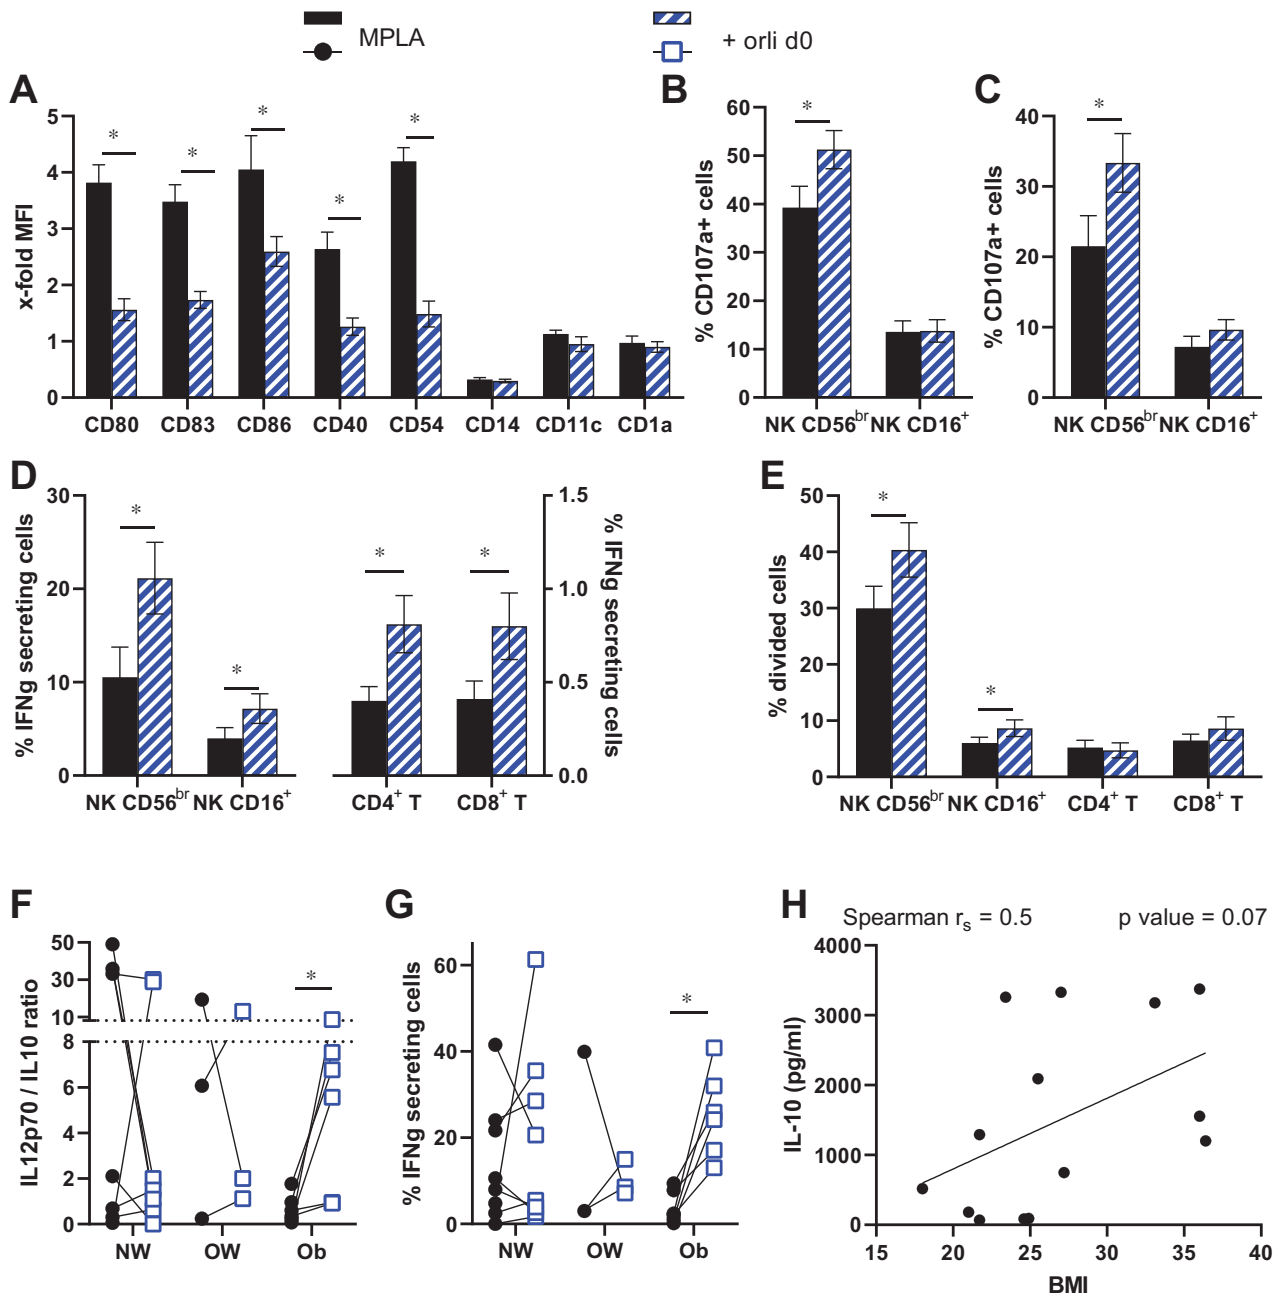 MPLA
+ orli d0
A
B
C
x-fold MFI
5
4
3
2
1
0
*
*
*
*
*
CD80 CD83 CD86 CD40 CD54 CD14 CD11c CD1a
% CD107a+ cells
60
50
40
30
20
10
0
*
NK CD56br NK CD16+
% CD107a+ cells
40
30
20
10
0
*
NK CD56br NK CD16+
D
E
% IFNg secreting cells
30
20
10
0
*
*
*
*
NK CD56br NK CD16+ CD4+ T CD8+ T
1.5
1.0
0.5
0.0
% IFNg secreting cells
% divided cells
50
40
30
20
10
0
*
*
NK CD56br NK CD16+ CD4+ T CD8+ T
F
G
H
IL12p70 / IL10 ratio
50
30
10
8
6
4
2
0
*
NW OW Ob
% IFNg secreting cells
60
40
20
0
*
NW OW Ob
Spearman rs = 0.5 p value = 0.07
IL-10 (pg/ml)
4000
3000
2000
1000
0
15 20 25 30 35 40
BMI